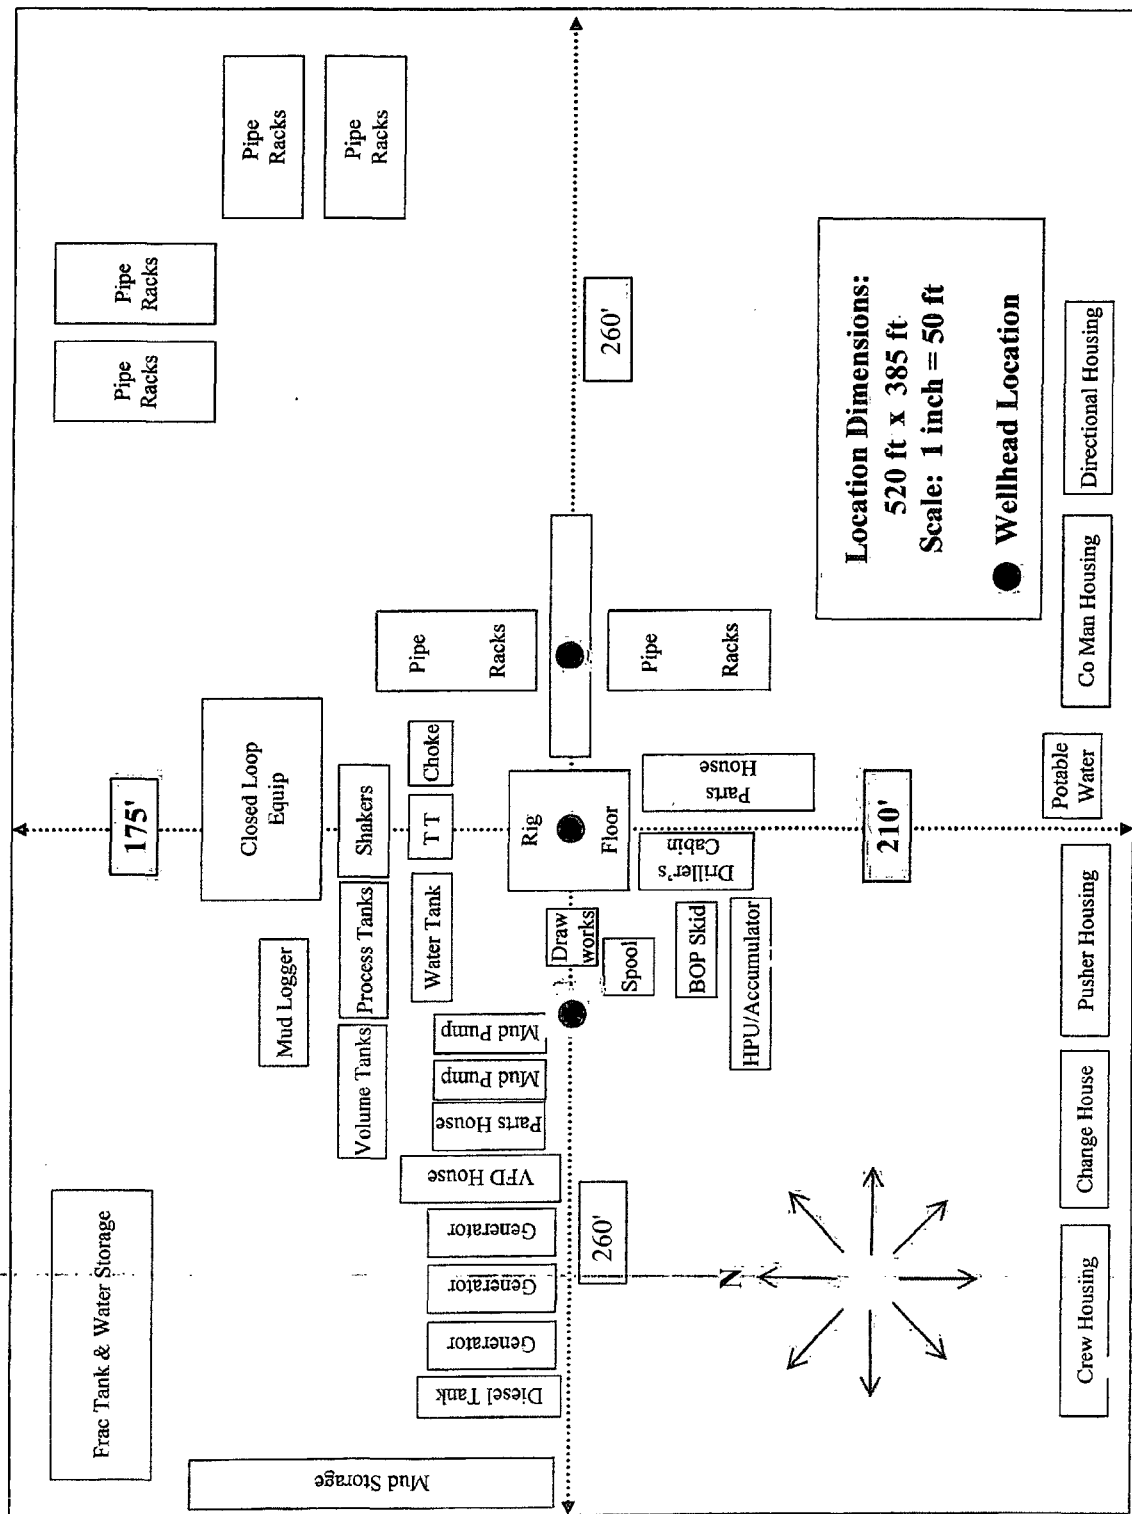 Frac Tank & Water Storage
Mud Storage
Diesel Tank
Generator
Generator
Generator
VFD House
Parts House
Mud Pump
Mud Pump
Volume Tanks
Process Tanks
Shakers
Mud Logger
Closed Loop
Equip
175'
Water Tank
T T
Choke
Pipe
Racks
Pipe
Racks
Pipe
Racks
Pipe
Racks
Pipe
Racks
Pipe
Racks
Draw
works
Rig
Floor
Spool
BOP Skid
HPU/Accumulator
Driller's
Cabin
Parts
House
260'
260'
210'
N
Location Dimensions:
520 ft x 385 ft
Scale: 1 inch = 50 ft
Wellhead Location
Crew Housing
Change House
Pusher Housing
Potable
Water
Co Man Housing
Directional Housing